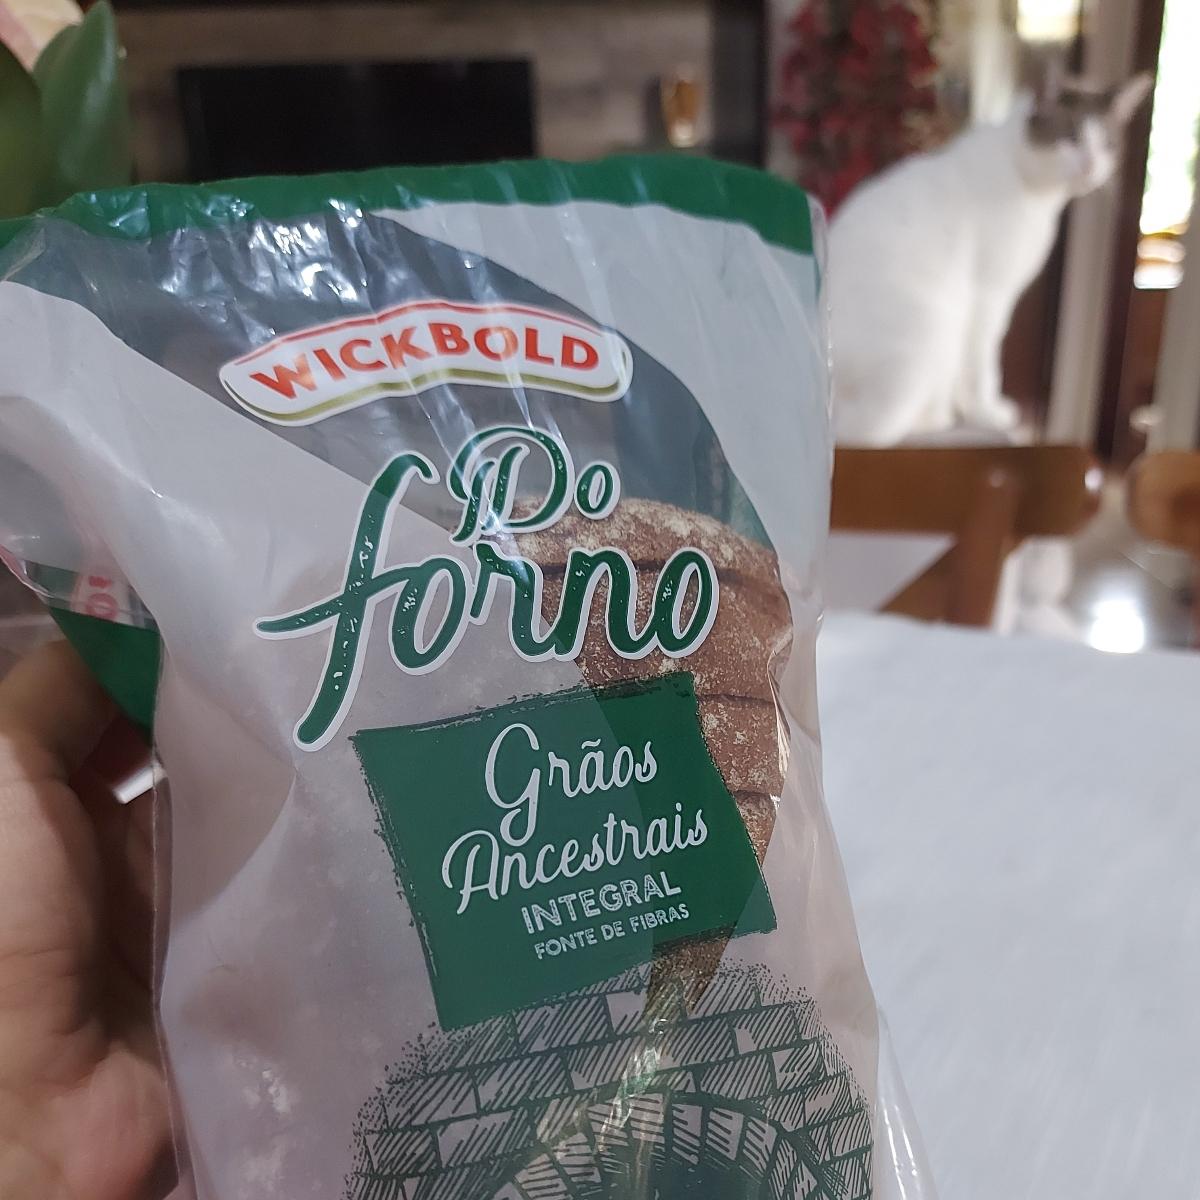 WICKBOLD
Do
forno
Grãos
Ancestrais
INTEGRAL
FONTE DE FIBRAS